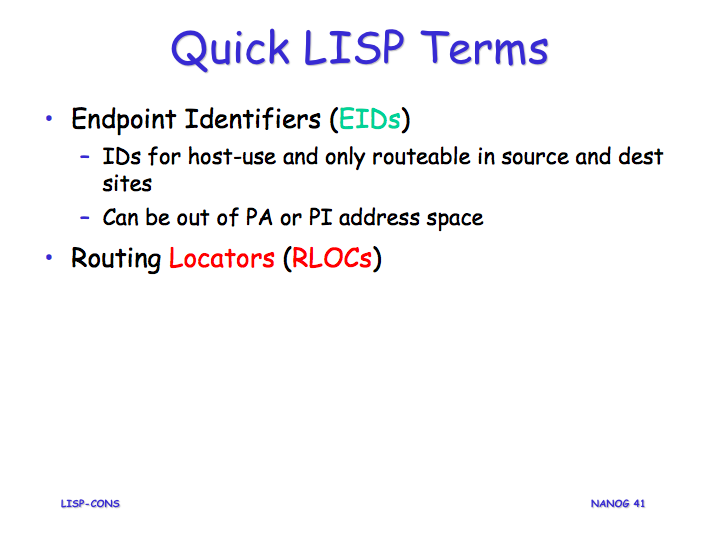 Quick LISP Terms
• Endpoint Identifiers (EIDs)
– IDs for host-use and only routeable in source and dest
sites
– Can be out of PA or PI address space
• Routing Locators (RLOCs)
LISP-CONS
NANOG 41